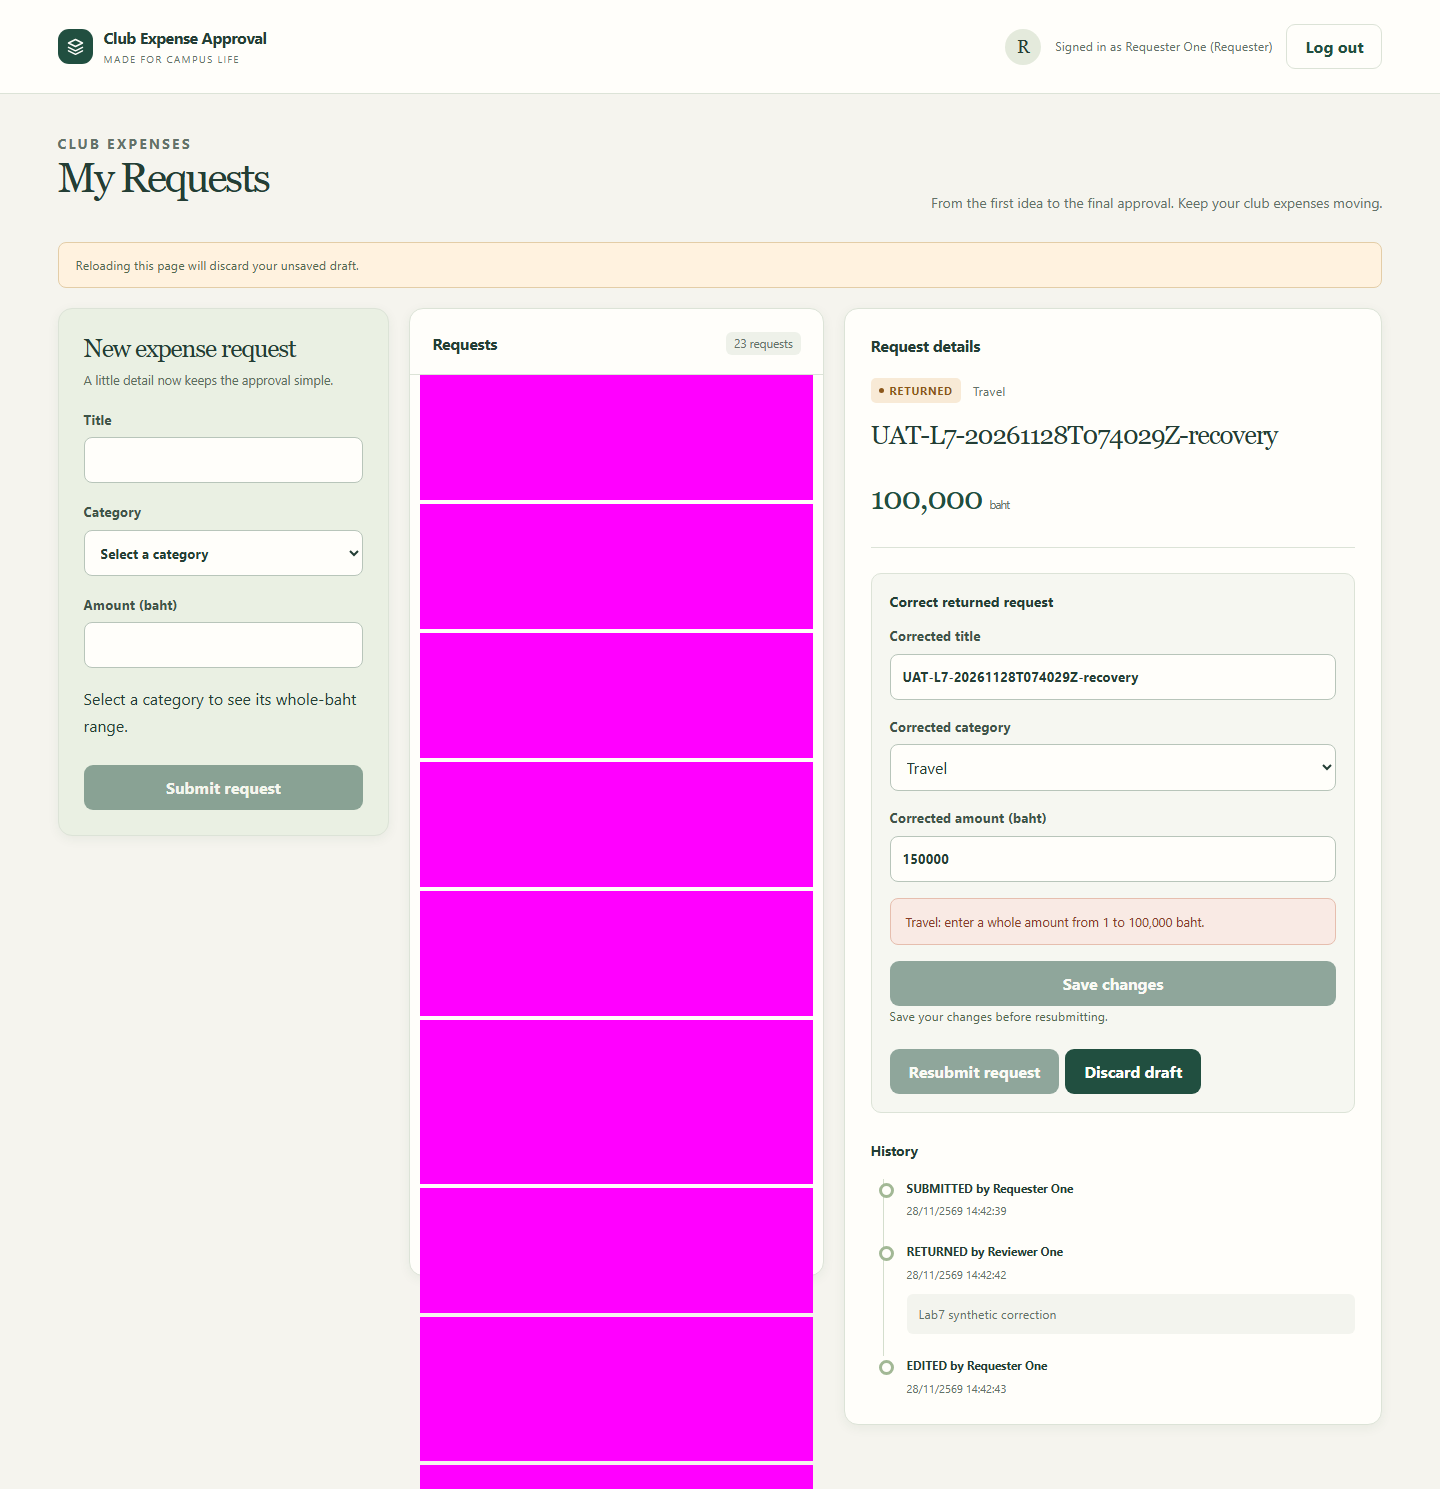 Club Expense Approval
MADE FOR CAMPUS LIFE
R
Signed in as Requester One (Requester)
Log out
CLUB EXPENSES
My Requests
From the first idea to the final approval. Keep your club expenses moving.
Reloading this page will discard your unsaved draft.
New expense request
A little detail now keeps the approval simple.
Title
Category
Select a category
Amount (baht)
Select a category to see its whole-baht
range.
Submit request
Requests
23 requests
Request details
RETURNED
Travel
UAT-L7-20261128T074029Z-recovery
100,000 baht
Correct returned request
Corrected title
UAT-L7-20261128T074029Z-recovery
Corrected category
Travel
Corrected amount (baht)
150000
Travel: enter a whole amount from 1 to 100,000 baht.
Save changes
Save your changes before resubmitting.
Resubmit request
Discard draft
History
SUBMITTED by Requester One
28/11/2569 14:42:39
RETURNED by Reviewer One
28/11/2569 14:42:42
Lab7 synthetic correction
EDITED by Requester One
28/11/2569 14:42:43